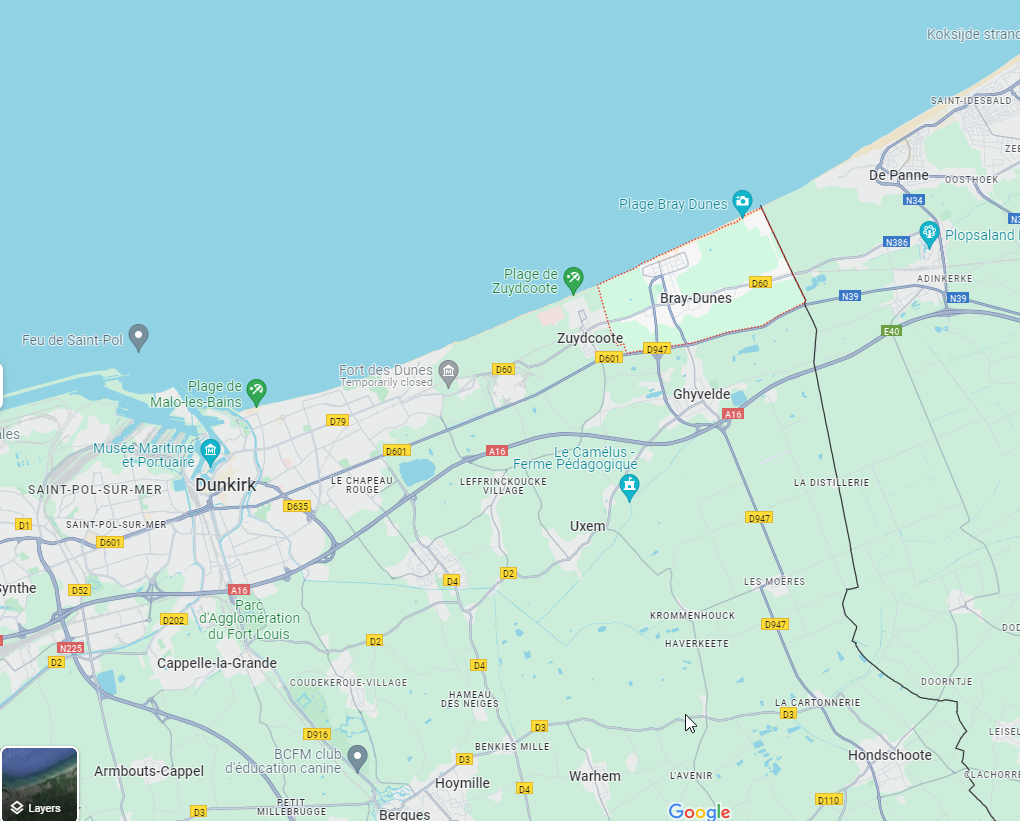 Koksijde stran
SAINT-IDESBALD
ZEE
De Panne
OOSTHOEK
N34
Plage Bray Dunes
N3
N386
Plopsaland
Plage de
Zuydcoote
ADINKERKE
D60
Bray-Dunes
N39
N39
Feu de Saint-Pol
Zuydcoote
E40
D947
D601
Fort des Dunes
Temporarily closed
D60
Plage de
Malo-les-Bains
Ghyvelde
A16
D79
ales
Musée Maritime
et Portuaire
D601
A16
Le Camélus -
Ferme Pédagogique
Dunkirk
LE CHAPEAU
ROUGE
LEFFRINCKOUCKE
VILLAGE
LA DISTILLERIE
SAINT-POL-SUR-MER
D635
D1
SAINT-POL-SUR-MER
Uxem
D947
D601
D4
D2
LES MOËRES
Synthe
D52
A16
Parc
d'Agglomération
du Fort Louis
D202
KROMMENHOUCK
D947
DOD
N225
D2
HAVERKEETE
D2
Cappelle-la-Grande
D4
COUDEKERQUE-VILLAGE
DOORNTJE
HAMEAU
DES NEIGES
LA CARTONNERIE
D3
D3
D916
LEISEL
BENKIES MILLE
BCFM club
d'éducation canine
D3
Hondschoote
Armbouts-Cappel
Hoymille
Warhem
L'AVENIR
CLACHORRE
D4
Layers
PETIT
MILLEBRUGGE
D3
D110
Google
Bergues